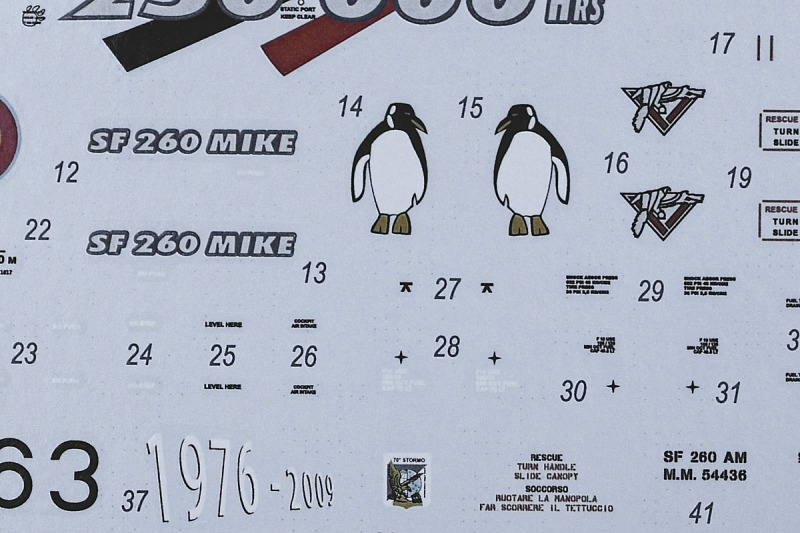 250 000 HRS
STATIC PORT
KEEP CLEAR
17
14
15
SF 260 MIKE
RESCUE
TURN
SLIDE
12
16
19
22
SF 260 MIKE
RESCUE
TURN
SLIDE
13
27
29
23
24
LEVEL HERE
25
LEVEL HERE
COCKPIT
AIR INTAKE
26
COCKPIT
AIR INTAKE
28
30
31
63
37
1976 - 2009
70° STORMO
RESCUE
TURN HANDLE
SLIDE CANOPY
SOCCORSO
RUOTARE LA MANOPOLA
FAR SCORRERE IL TETTUCCIO
SF 260 AM
M.M. 54436
41